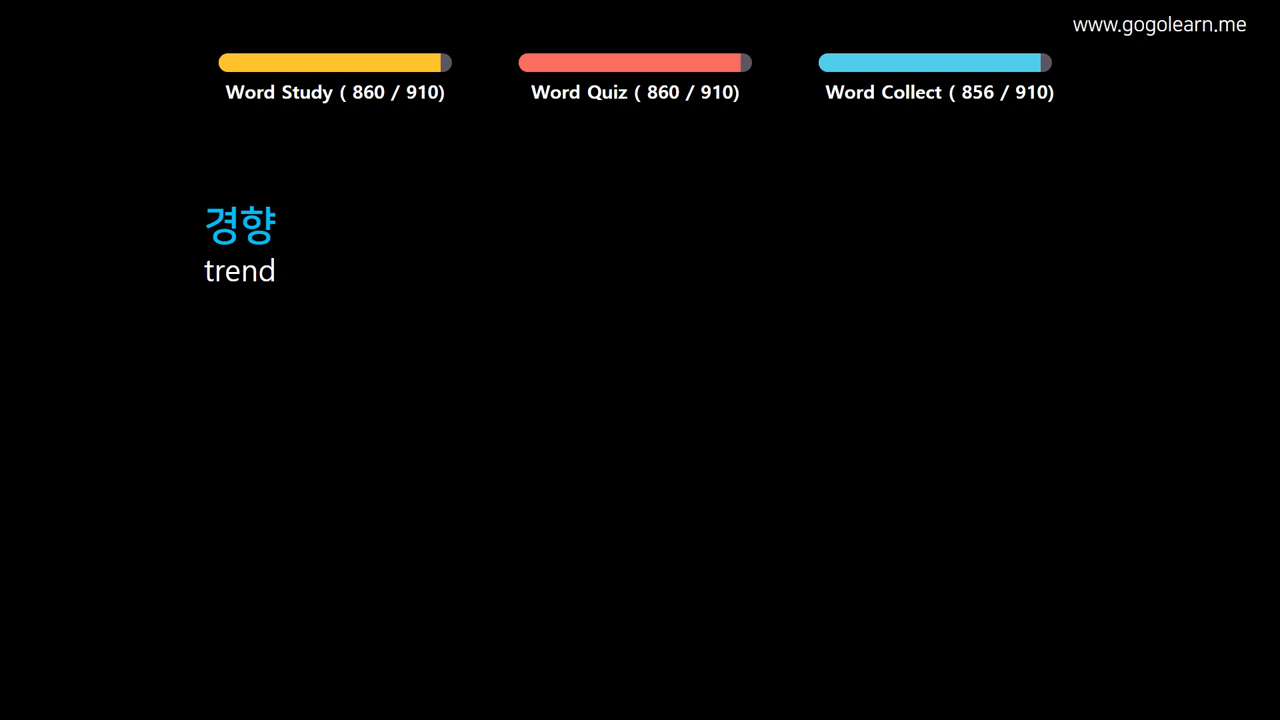 www.gogolearn.me
Word Study ( 860 / 910)
Word Quiz ( 860 / 910)
Word Collect ( 856 / 910)
경향
trend